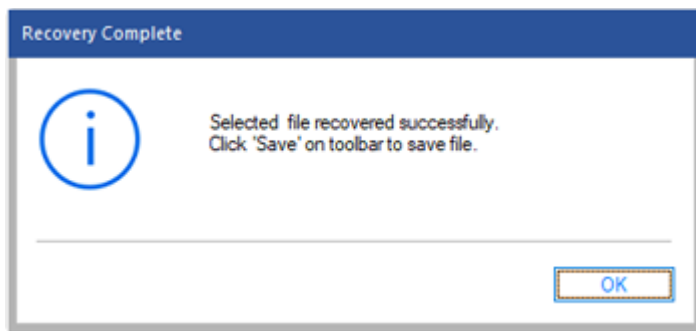 Recovery Complete
Selected file recovered successfully.
Click 'Save' on toolbar to save file.
OK